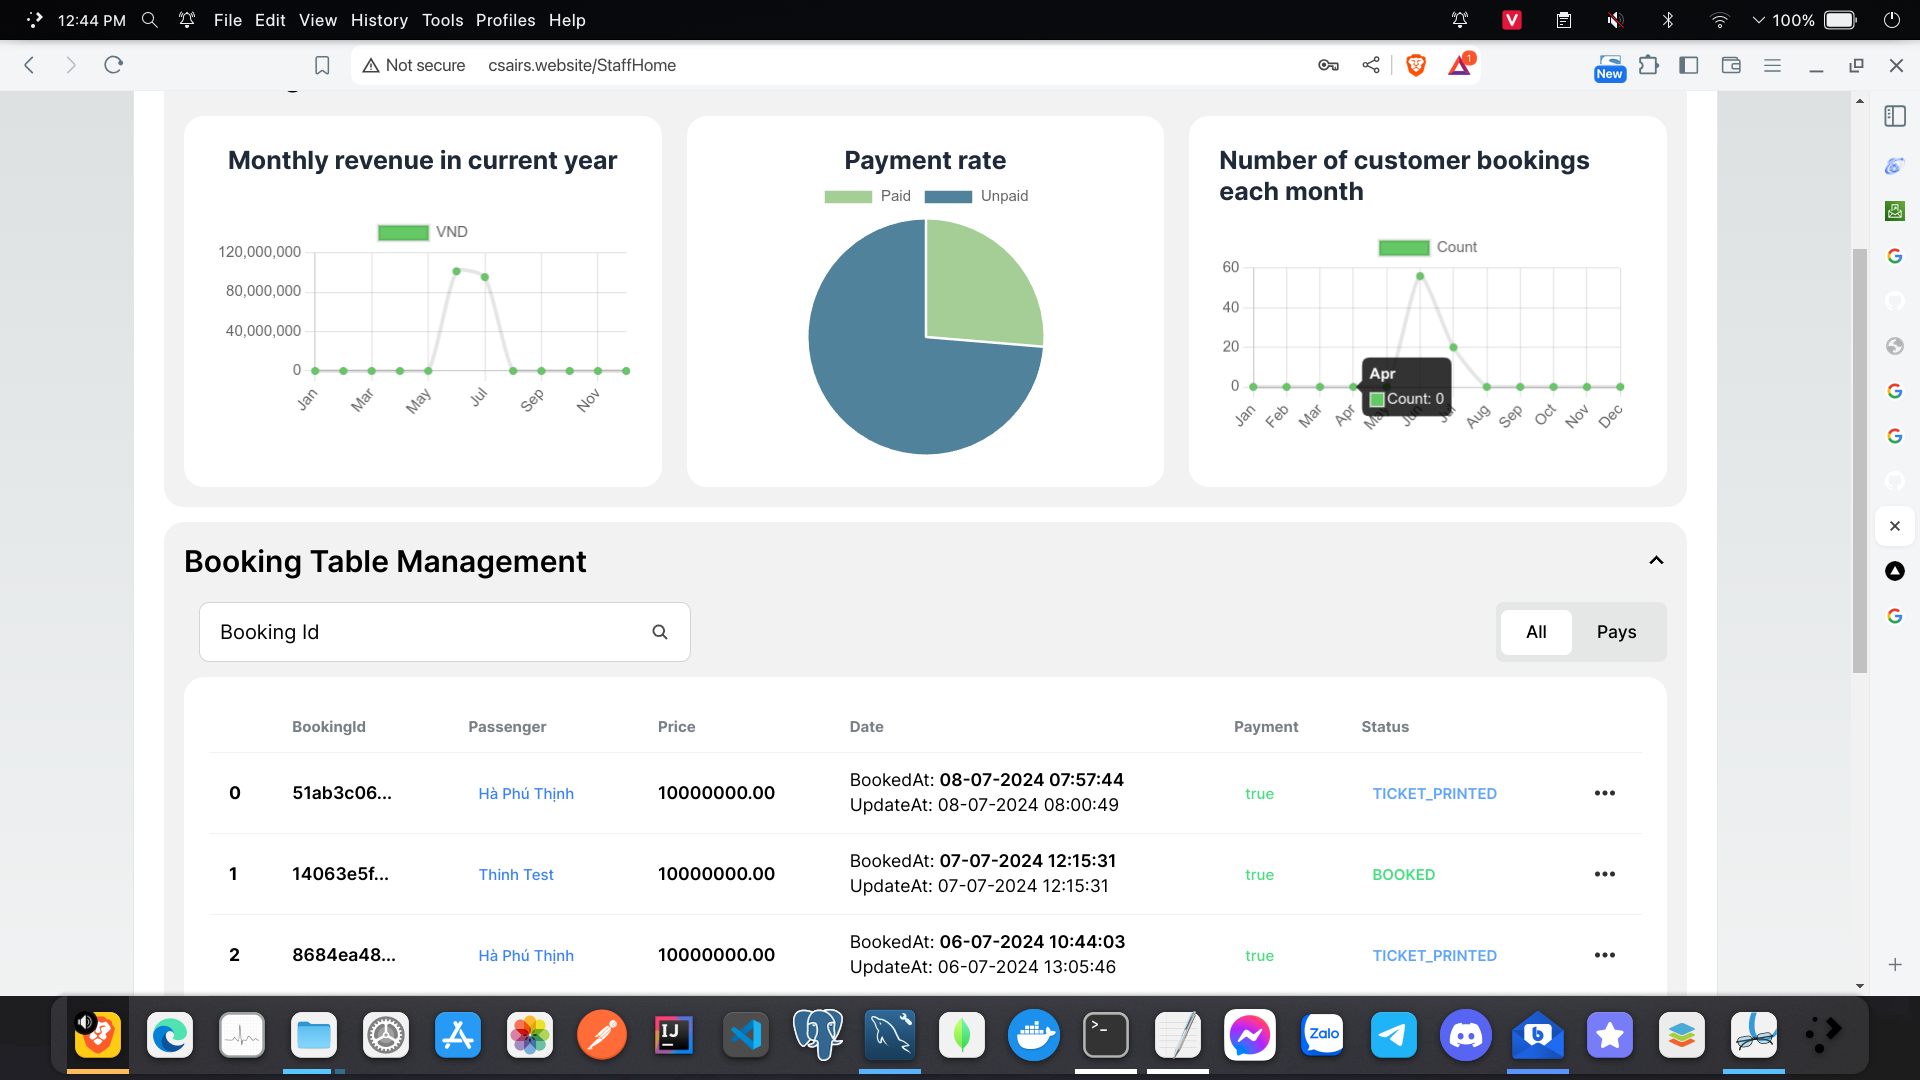 12:44 PM File Edit View History Tools Profiles Help V 100%
Not secure csairs.website/StaffHome 1 New
Monthly revenue in current year
VND
120,000,000
80,000,000
40,000,000
0
Jan Mar May Jul Sep Nov
Payment rate
Paid Unpaid
Number of customer bookings
each month
Count
60
40
20
0
Apr
Count: 0
Jan Feb Mar Apr May Jun Jul Aug Sep Oct Nov Dec
Booking Table Management
Booking Id
All Pays
BookingId Passenger Price Date Payment Status
0 51ab3c06... Hà Phú Thịnh 10000000.00 BookedAt: 08-07-2024 07:57:44 true TICKET_PRINTED
UpdateAt: 08-07-2024 08:00:49
1 14063e5f... Thinh Test 10000000.00 BookedAt: 07-07-2024 12:15:31 true BOOKED
UpdateAt: 07-07-2024 12:15:31
2 8684ea48... Hà Phú Thịnh 10000000.00 BookedAt: 06-07-2024 10:44:03 true TICKET_PRINTED
UpdateAt: 06-07-2024 13:05:46
IJ Zalo b